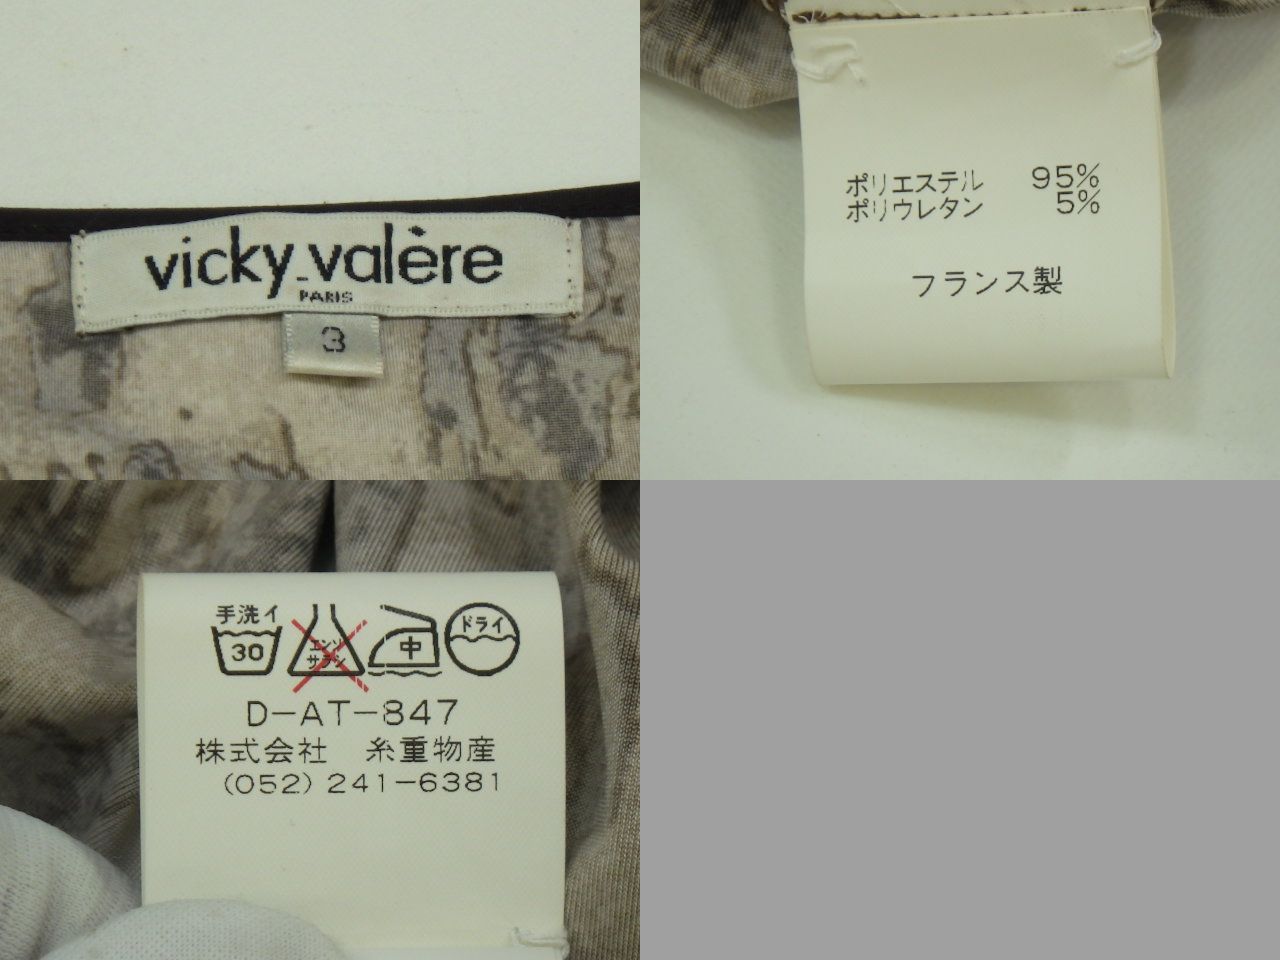 vicky_valère
PARIS
3
ポリエステル 95%
ポリウレタン 5%
フランス製
手洗イ
30
エンソ
サラシ
中
ドライ
D-AT-847
株式会社 糸重物産
(052) 241-6381